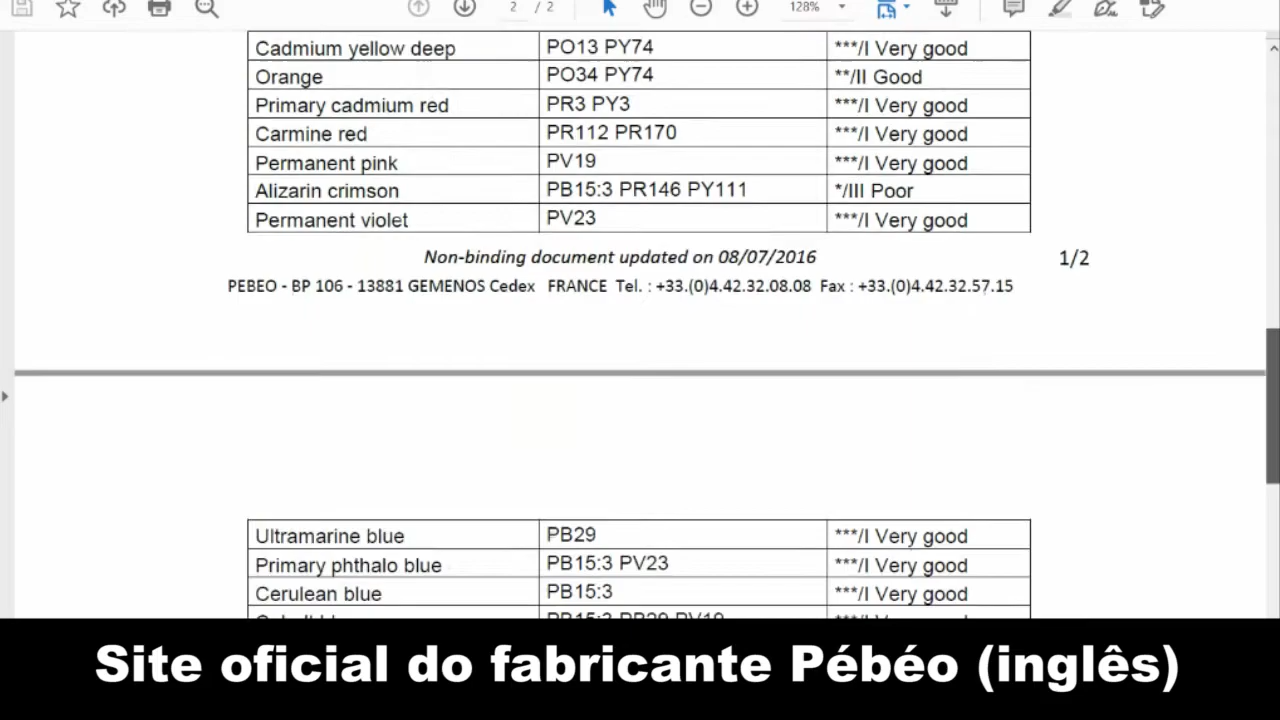 2 / 2 128%
Cadmium yellow deep PO13 PY74 ***/I Very good
Orange PO34 PY74 **/II Good
Primary cadmium red PR3 PY3 ***/I Very good
Carmine red PR112 PR170 ***/I Very good
Permanent pink PV19 ***/I Very good
Alizarin crimson PB15:3 PR146 PY111 */III Poor
Permanent violet PV23 ***/I Very good
Non-binding document updated on 08/07/2016 1/2
PEBEO - BP 106 - 13881 GEMENOS Cedex FRANCE Tel. : +33.(0)4.42.32.08.08 Fax : +33.(0)4.42.32.57.15
Ultramarine blue PB29 ***/I Very good
Primary phthalo blue PB15:3 PV23 ***/I Very good
Cerulean blue PB15:3 ***/I Very good
Site oficial do fabricante Pébéo (inglês)